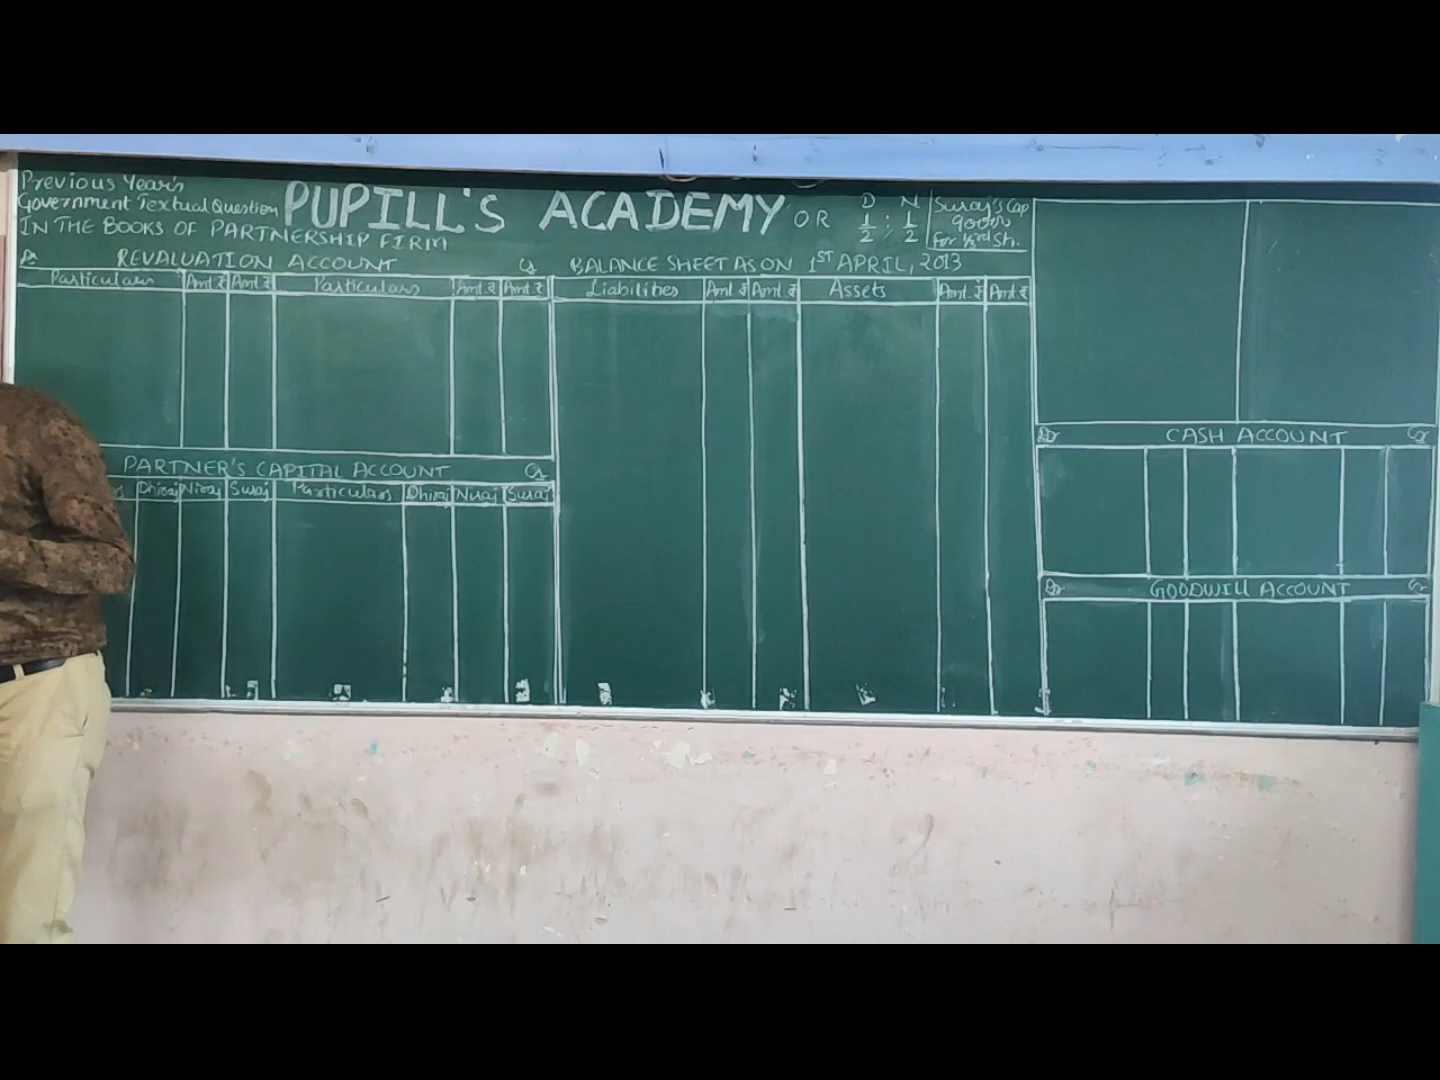 Previous Year's
Government Textual Question
PUPILL'S ACADEMY
OR
D N
1/2 : 1/2
Suraj's Cap
90000
For 1/3rd Sh.
IN THE BOOKS OF PARTNERSHIP FIRM
Dr REVALUATION ACCOUNT Cr
Particulars Amt.₹ Amt.₹ Particulars Amt.₹ Amt.₹
PARTNER'S CAPITAL ACCOUNT Cr
Dhiraj Niraj Suraj Particulars Dhiraj Niraj Suraj
BALANCE SHEET AS ON 1ST APRIL, 2013
Liabilities Amt.₹ Amt.₹ Assets Amt.₹ Amt.₹
Dr CASH ACCOUNT Cr
Dr GOODWILL ACCOUNT Cr